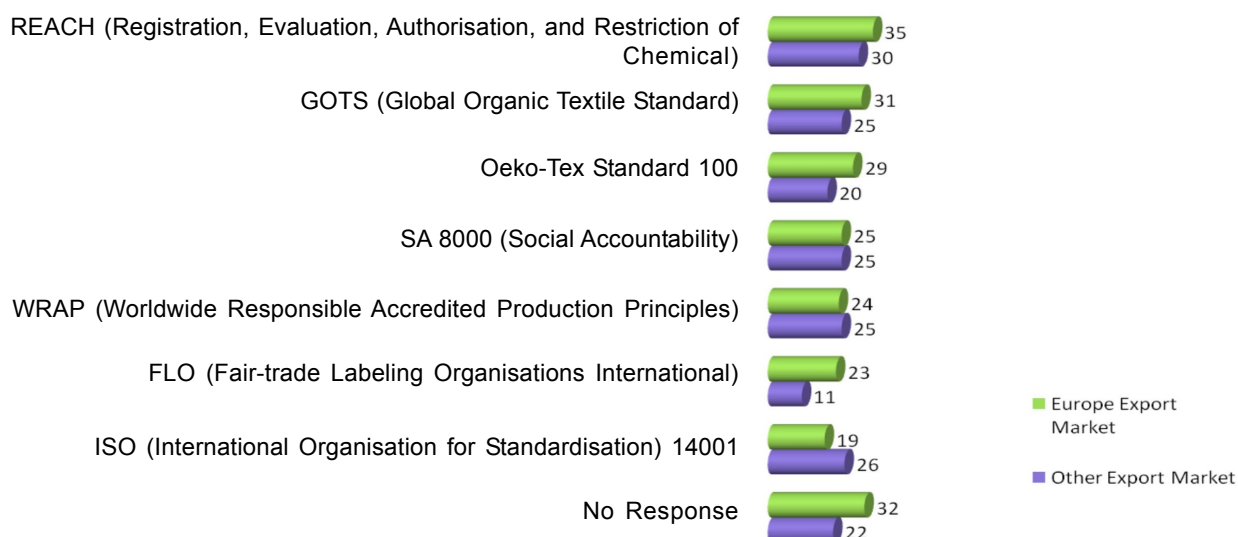 REACH (Registration, Evaluation, Authorisation, and Restriction of
Chemical)
35
30
GOTS (Global Organic Textile Standard)
31
25
Oeko-Tex Standard 100
29
20
SA 8000 (Social Accountability)
25
25
WRAP (Worldwide Responsible Accredited Production Principles)
24
25
FLO (Fair-trade Labeling Organisations International)
23
11
ISO (International Organisation for Standardisation) 14001
19
26
No Response
32
22
Europe Export
Market
Other Export Market